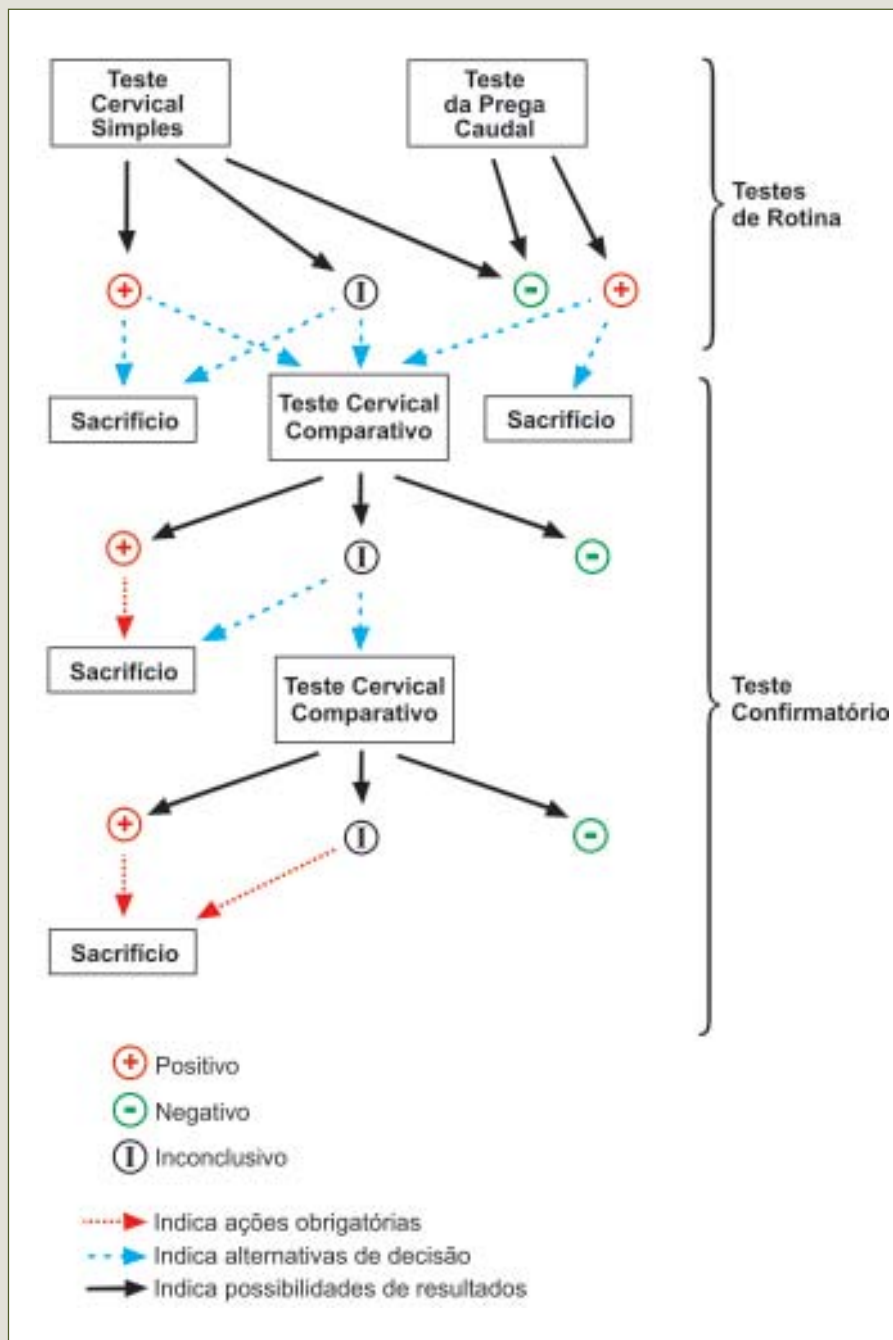 Teste
Cervical
Simples
Teste
da Prega
Caudal
Testes
de Rotina
+
I
-
+
Sacrifício
Teste Cervical
Comparativo
Sacrifício
+
I
-
Sacrifício
Teste Cervical
Comparativo
Teste
Confirmatório
+
I
-
Sacrifício
+ Positivo
- Negativo
I Inconclusivo
Indica ações obrigatórias
Indica alternativas de decisão
Indica possibilidades de resultados